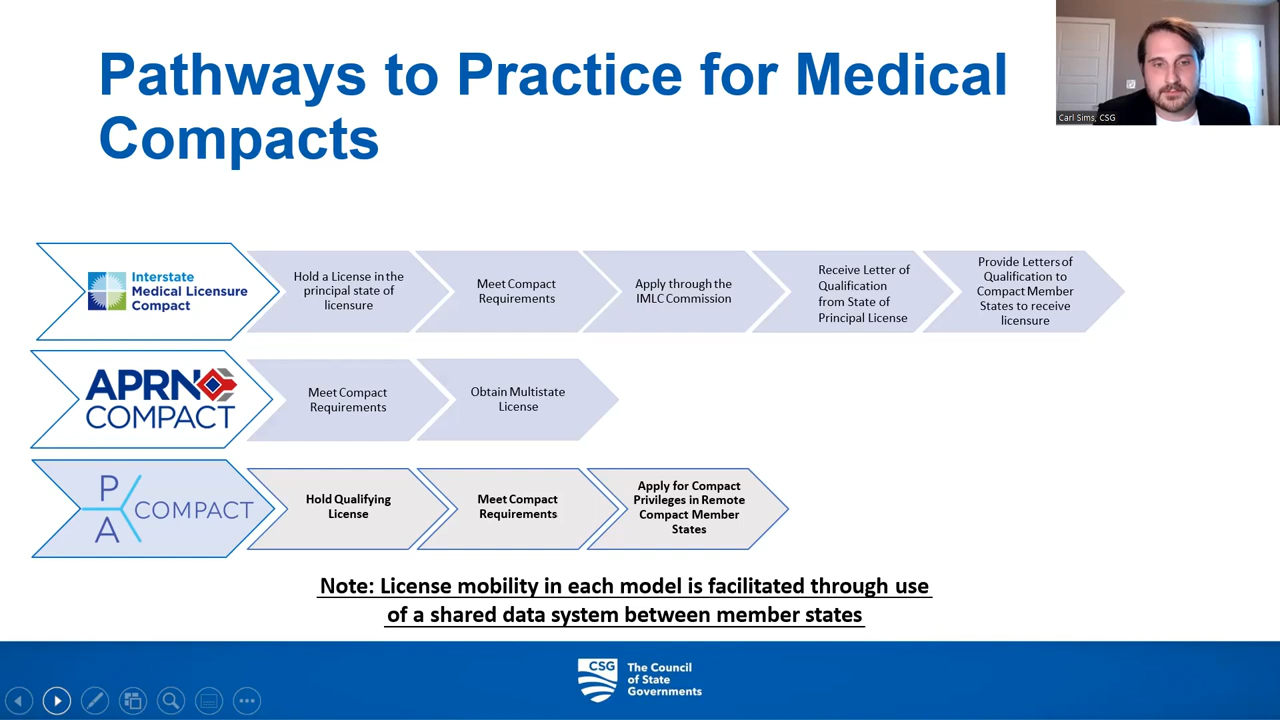 Pathways to Practice for Medical
Compacts
Carl Sims, CSG
Interstate
Medical Licensure
Compact
Hold a License in the
principal state of
licensure
Meet Compact
Requirements
Apply through the
IMLC Commission
Receive Letter of
Qualification
from State of
Principal License
Provide Letters of
Qualification to
Compact Member
States to receive
licensure
APRN
COMPACT
Meet Compact
Requirements
Obtain Multistate
License
P
A
COMPACT
Hold Qualifying
License
Meet Compact
Requirements
Apply for Compact
Privileges in Remote
Compact Member
States
Note: License mobility in each model is facilitated through use
of a shared data system between member states
CSG
The Council
of State
Governments